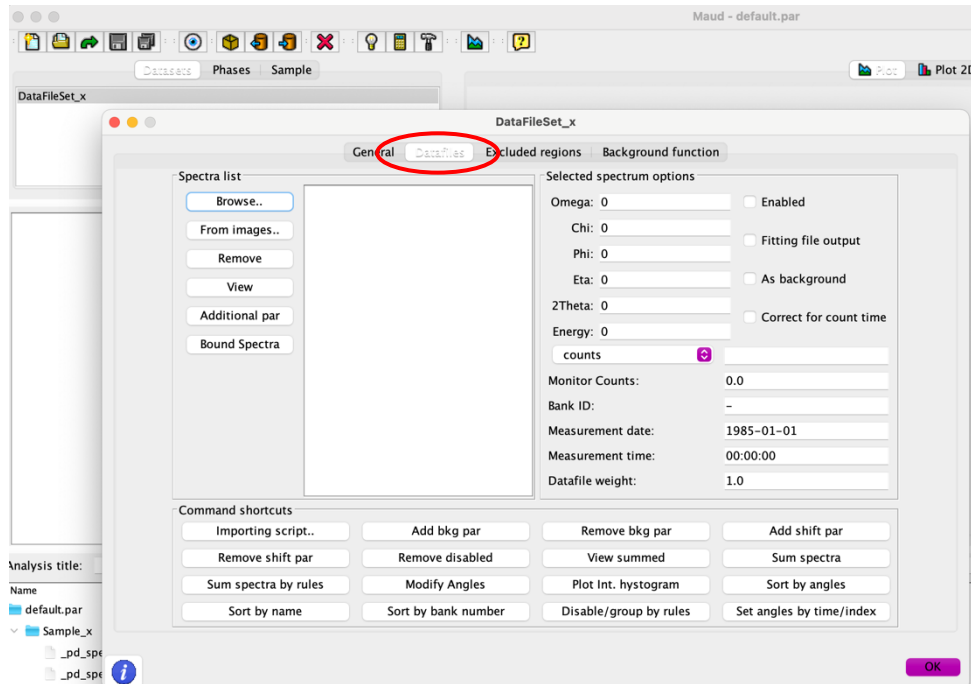 Maud - default.par
Datasets Phases Sample
Plot Plot 2D
DataFileSet_x
DataFileSet_x
General Datafiles Excluded regions Background function
Spectra list
Browse..
From images..
Remove
View
Additional par
Bound Spectra
Selected spectrum options
Omega: 0 Enabled
Chi: 0
Fitting file output
Phi: 0
Eta: 0 As background
2Theta: 0
Correct for count time
Energy: 0
counts
Monitor Counts: 0.0
Bank ID: -
Measurement date: 1985-01-01
Measurement time: 00:00:00
Datafile weight: 1.0
Command shortcuts
Importing script.. Add bkg par Remove bkg par Add shift par
Remove shift par Remove disabled View summed Sum spectra
Sum spectra by rules Modify Angles Plot Int. hystogram Sort by angles
Sort by name Sort by bank number Disable/group by rules Set angles by time/index
Analysis title:
Name
default.par
Sample_x
_pd_spe
_pd_spe
OK